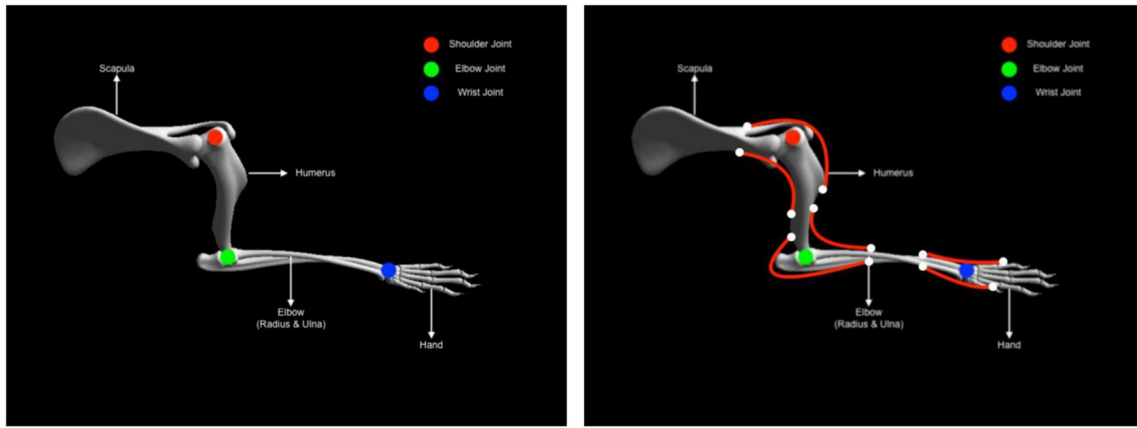 Shoulder Joint
Elbow Joint
Wrist Joint
Scapula
Humerus
Elbow
(Radius & Ulna)
Hand
Shoulder Joint
Elbow Joint
Wrist Joint
Scapula
Humerus
Elbow
(Radius & Ulna)
Hand